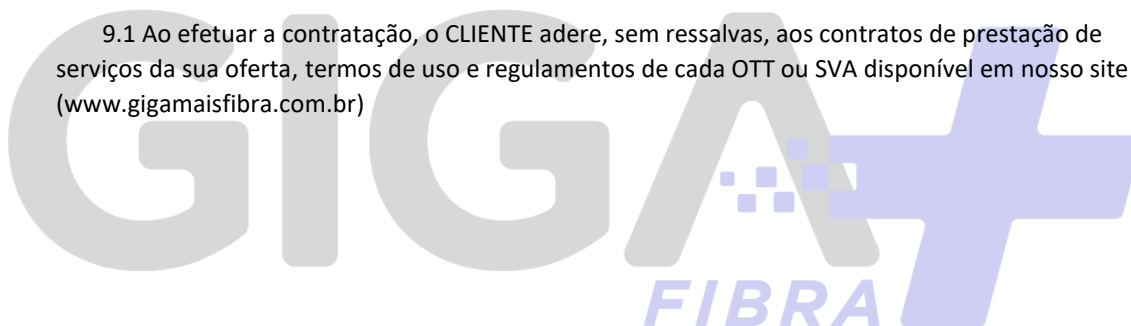 9.1 Ao efetuar a contratação, o CLIENTE adere, sem ressalvas, aos contratos de prestação de
serviços da sua oferta, termos de uso e regulamentos de cada OTT ou SVA disponível em nosso site
(www.gigamaisfibra.com.br)
GIGA+
FIBRA